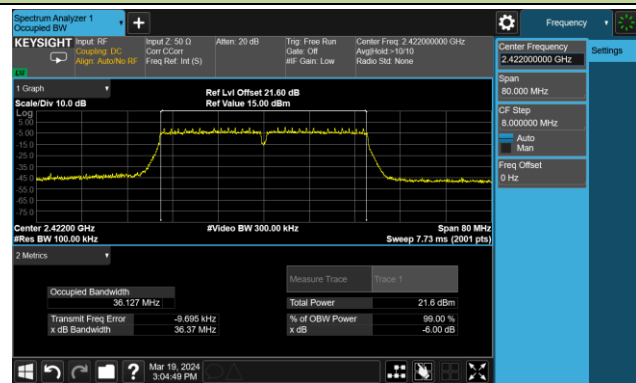 Spectrum Analyzer 1
Occupied BW
Frequency
KEYSIGHT
Input: RF
Coupling: DC
Align: Auto/No RF
Input Z: 50 Ω
Corr CCorr
Freq Ref: Int (S)
Atten: 20 dB
Trig: Free Run
Gate: Off
#IF Gain: Low
Center Freq: 2.422000000 GHz
Avg|Hold:>10/10
Radio Std: None
LW
Center Frequency
2.422000000 GHz
Settings
Span
80.000 MHz
CF Step
8.000000 MHz
Auto
Man
Freq Offset
0 Hz
1 Graph
Scale/Div 10.0 dB
Ref Lvl Offset 21.60 dB
Ref Value 15.00 dBm
Log
5.00
-5.00
-15.0
-25.0
-35.0
-45.0
-55.0
-65.0
-75.0
Center 2.42200 GHz
#Res BW 100.00 kHz
#Video BW 300.00 kHz
Span 80 MHz
Sweep 7.73 ms (2001 pts)
2 Metrics
Measure Trace
Trace 1
Occupied Bandwidth
36.127 MHz
Total Power
21.6 dBm
Transmit Freq Error
-9.695 kHz
% of OBW Power
99.00 %
x dB Bandwidth
36.37 MHz
x dB
-6.00 dB
?
Mar 19, 2024
3:04:49 PM